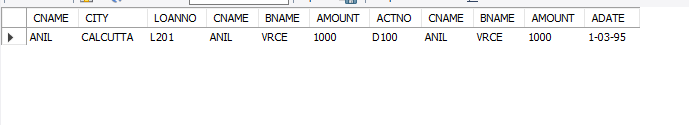 CNAME CITY LOANNO CNAME BNAME AMOUNT ACTNO CNAME BNAME AMOUNT ADATE
ANIL CALCUTTA L201 ANIL VRCE 1000 D100 ANIL VRCE 1000 1-03-95